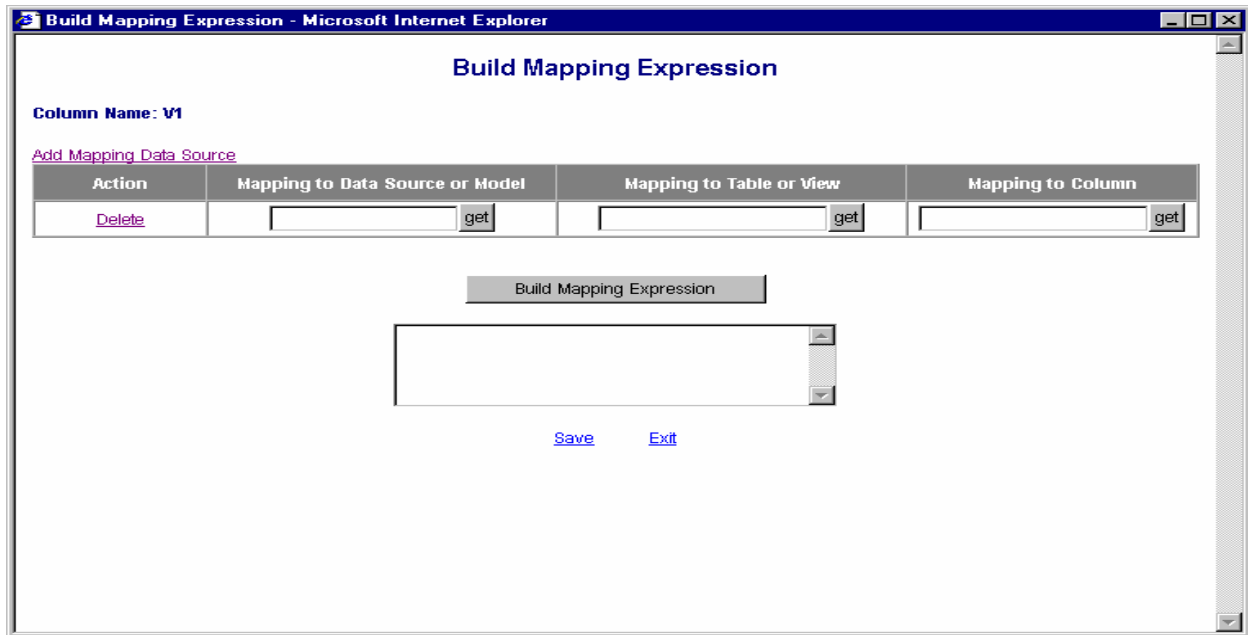 Build Mapping Expression - Microsoft Internet Explorer
Build Mapping Expression
Column Name: V1
Add Mapping Data Source
Action Mapping to Data Source or Model Mapping to Table or View Mapping to Column
Delete get get get
Build Mapping Expression
Save Exit